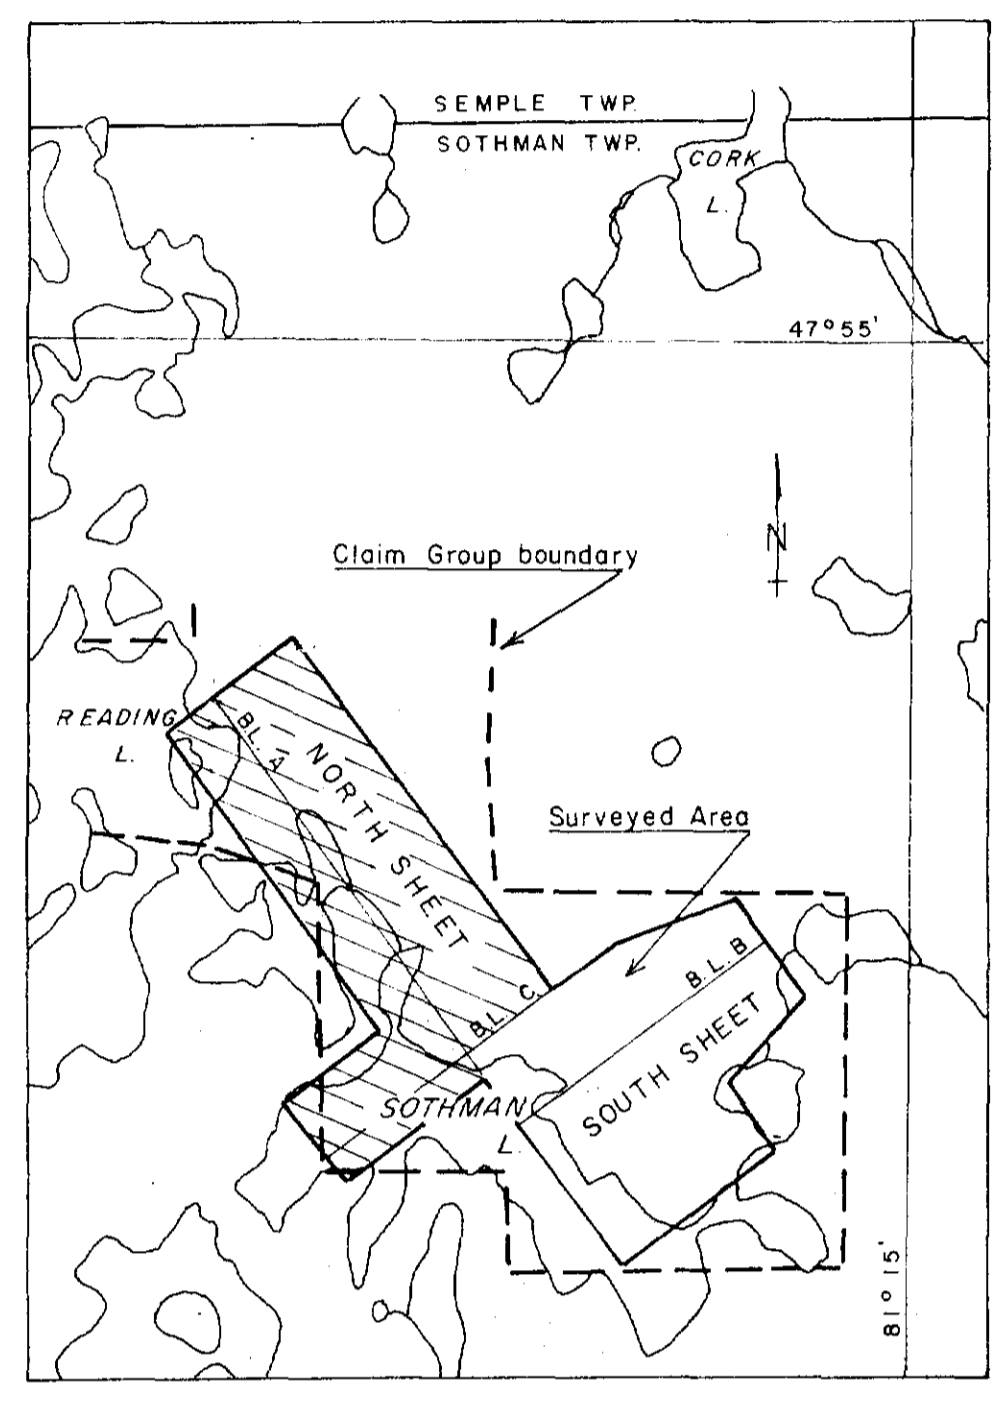 SEMPLE TWP.
SOTHMAN TWP.
CORK
L.
47°55'
N
Claim Group boundary
READING
L.
BL. A
NORTH SHEET
Surveyed Area
B.L. B
B.L. C.
SOUTH SHEET
SOTHMAN
L.
81°15'